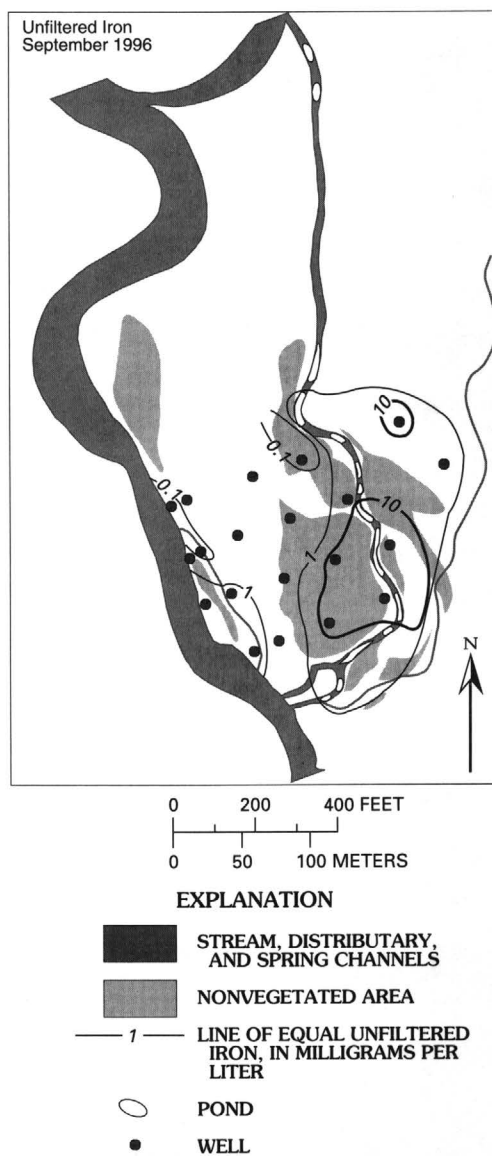 Unfiltered Iron
September 1996
10
0.1
0.1
10
1
1
N
0 200 400 FEET
0 50 100 METERS
EXPLANATION
STREAM, DISTRIBUTARY,
AND SPRING CHANNELS
NONVEGETATED AREA
1 LINE OF EQUAL UNFILTERED
IRON, IN MILLIGRAMS PER
LITER
POND
WELL